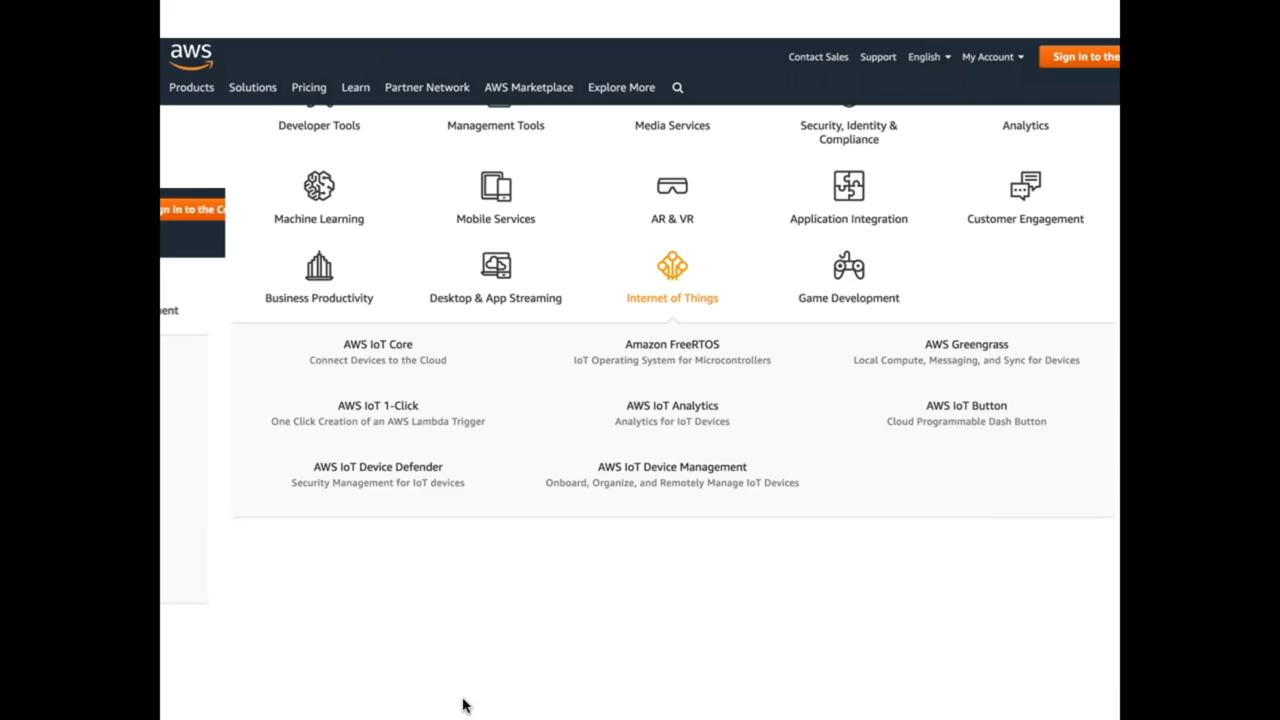 aws
Contact Sales Support English My Account Sign in to the
Products Solutions Pricing Learn Partner Network AWS Marketplace Explore More
Developer Tools Management Tools Media Services Security, Identity & Compliance Analytics
Machine Learning Mobile Services AR & VR Application Integration Customer Engagement
gn in to the C
Business Productivity Desktop & App Streaming Internet of Things Game Development
ent
AWS IoT Core Amazon FreeRTOS AWS Greengrass
Connect Devices to the Cloud IoT Operating System for Microcontrollers Local Compute, Messaging, and Sync for Devices
AWS IoT 1-Click AWS IoT Analytics AWS IoT Button
One Click Creation of an AWS Lambda Trigger Analytics for IoT Devices Cloud Programmable Dash Button
AWS IoT Device Defender AWS IoT Device Management
Security Management for IoT devices Onboard, Organize, and Remotely Manage IoT Devices